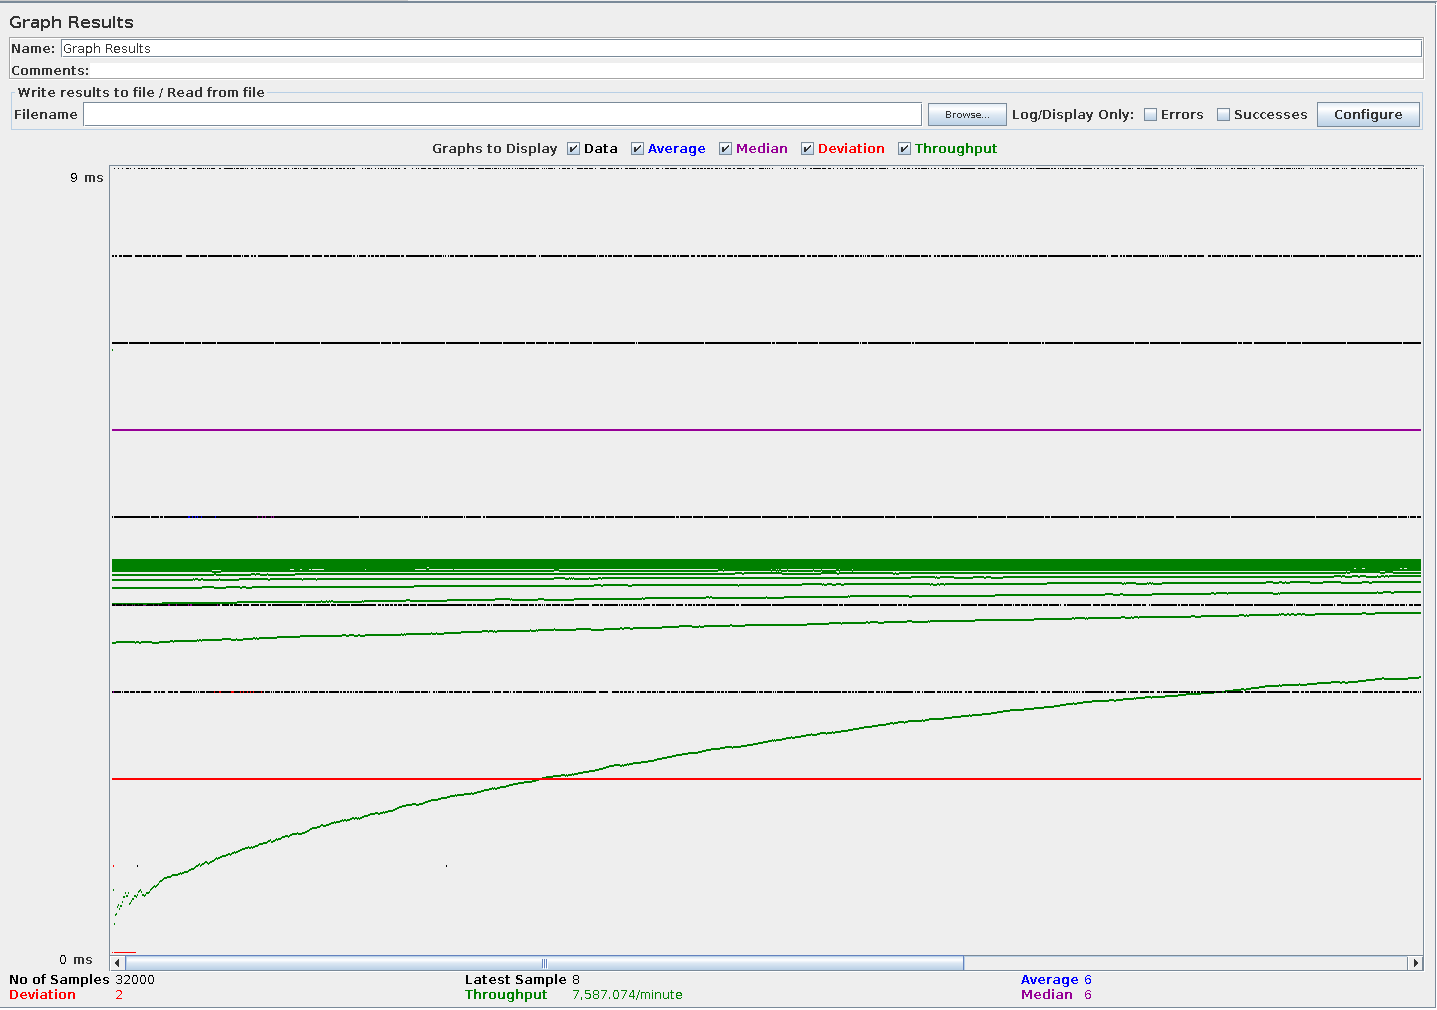 Graph Results
Name: Graph Results
Comments:
Write results to file / Read from file
Filename Browse... Log/Display Only: Errors Successes Configure
Graphs to Display Data Average Median Deviation Throughput
9 ms
0 ms
No of Samples 32000 Latest Sample 8 Average 6
Deviation 2 Throughput 7,587.074/minute Median 6